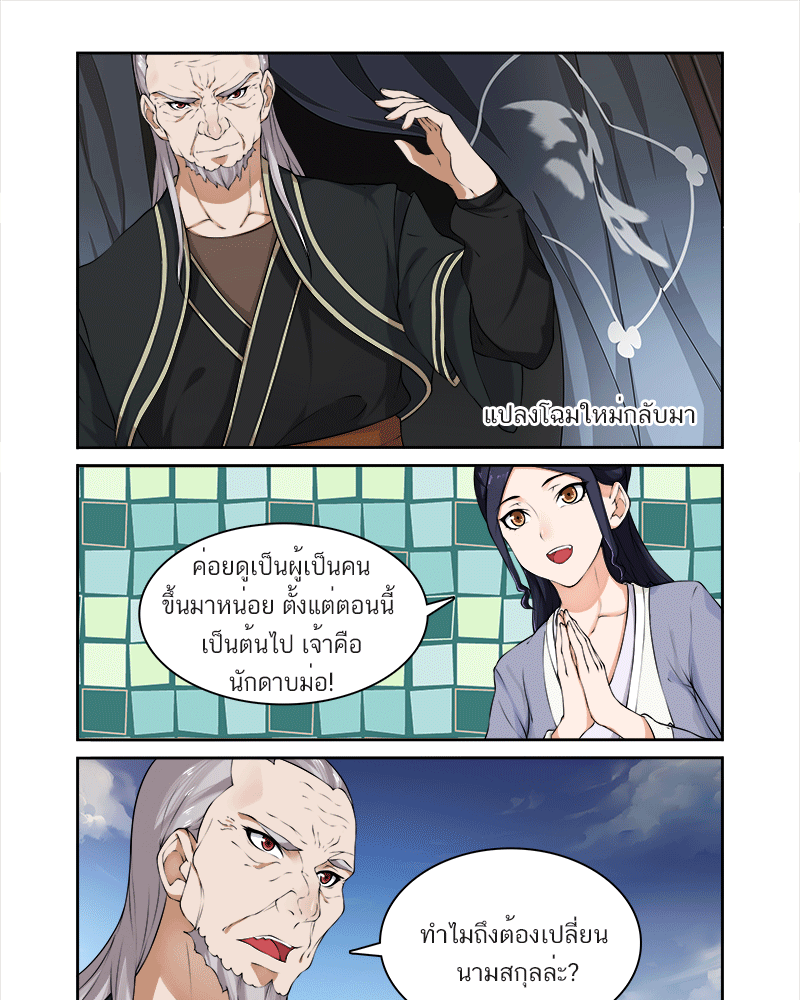 แปลงโฉมใหม่กลับมา
ค่อยดูเป็นผู้เป็นคน
ขึ้นมาหน่อย ตั้งแต่ตอนนี้
เป็นต้นไป เจ้าคือ
นักดาบม่อ!
ทำไมถึงต้องเปลี่ยน
นามสกุลล่ะ?